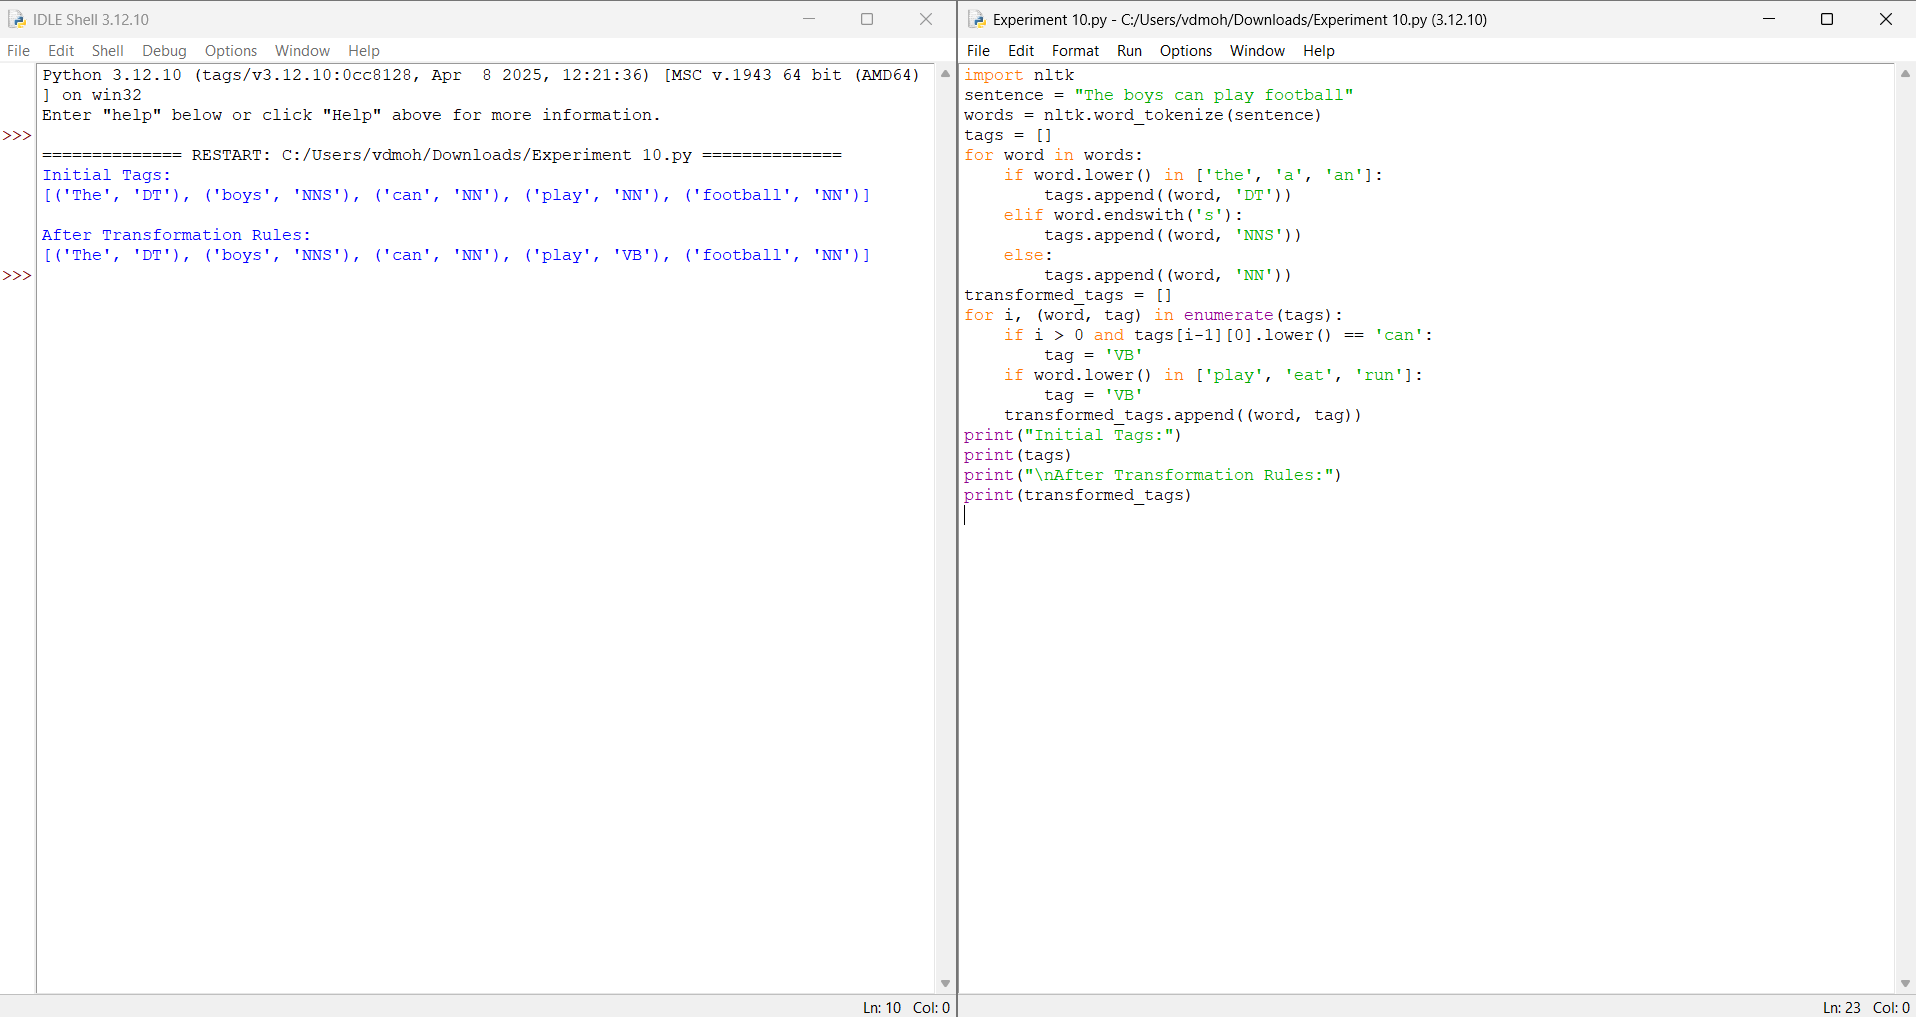 IDLE Shell 3.12.10
File Edit Shell Debug Options Window Help
Python 3.12.10 (tags/v3.12.10:0cc8128, Apr  8 2025, 12:21:36) [MSC v.1943 64 bit (AMD64)
] on win32
Enter "help" below or click "Help" above for more information.
>>>
============== RESTART: C:/Users/vdmoh/Downloads/Experiment 10.py ==============
Initial Tags:
[('The', 'DT'), ('boys', 'NNS'), ('can', 'NN'), ('play', 'NN'), ('football', 'NN')]
After Transformation Rules:
[('The', 'DT'), ('boys', 'NNS'), ('can', 'NN'), ('play', 'VB'), ('football', 'NN')]
>>>
Ln: 10 Col: 0
Experiment 10.py - C:/Users/vdmoh/Downloads/Experiment 10.py (3.12.10)
File Edit Format Run Options Window Help
import nltk
sentence = "The boys can play football"
words = nltk.word_tokenize(sentence)
tags = []
for word in words:
    if word.lower() in ['the', 'a', 'an']:
        tags.append((word, 'DT'))
    elif word.endswith('s'):
        tags.append((word, 'NNS'))
    else:
        tags.append((word, 'NN'))
transformed_tags = []
for i, (word, tag) in enumerate(tags):
    if i > 0 and tags[i-1][0].lower() == 'can':
        tag = 'VB'
    if word.lower() in ['play', 'eat', 'run']:
        tag = 'VB'
    transformed_tags.append((word, tag))
print("Initial Tags:")
print(tags)
print("\nAfter Transformation Rules:")
print(transformed_tags)
Ln: 23 Col: 0